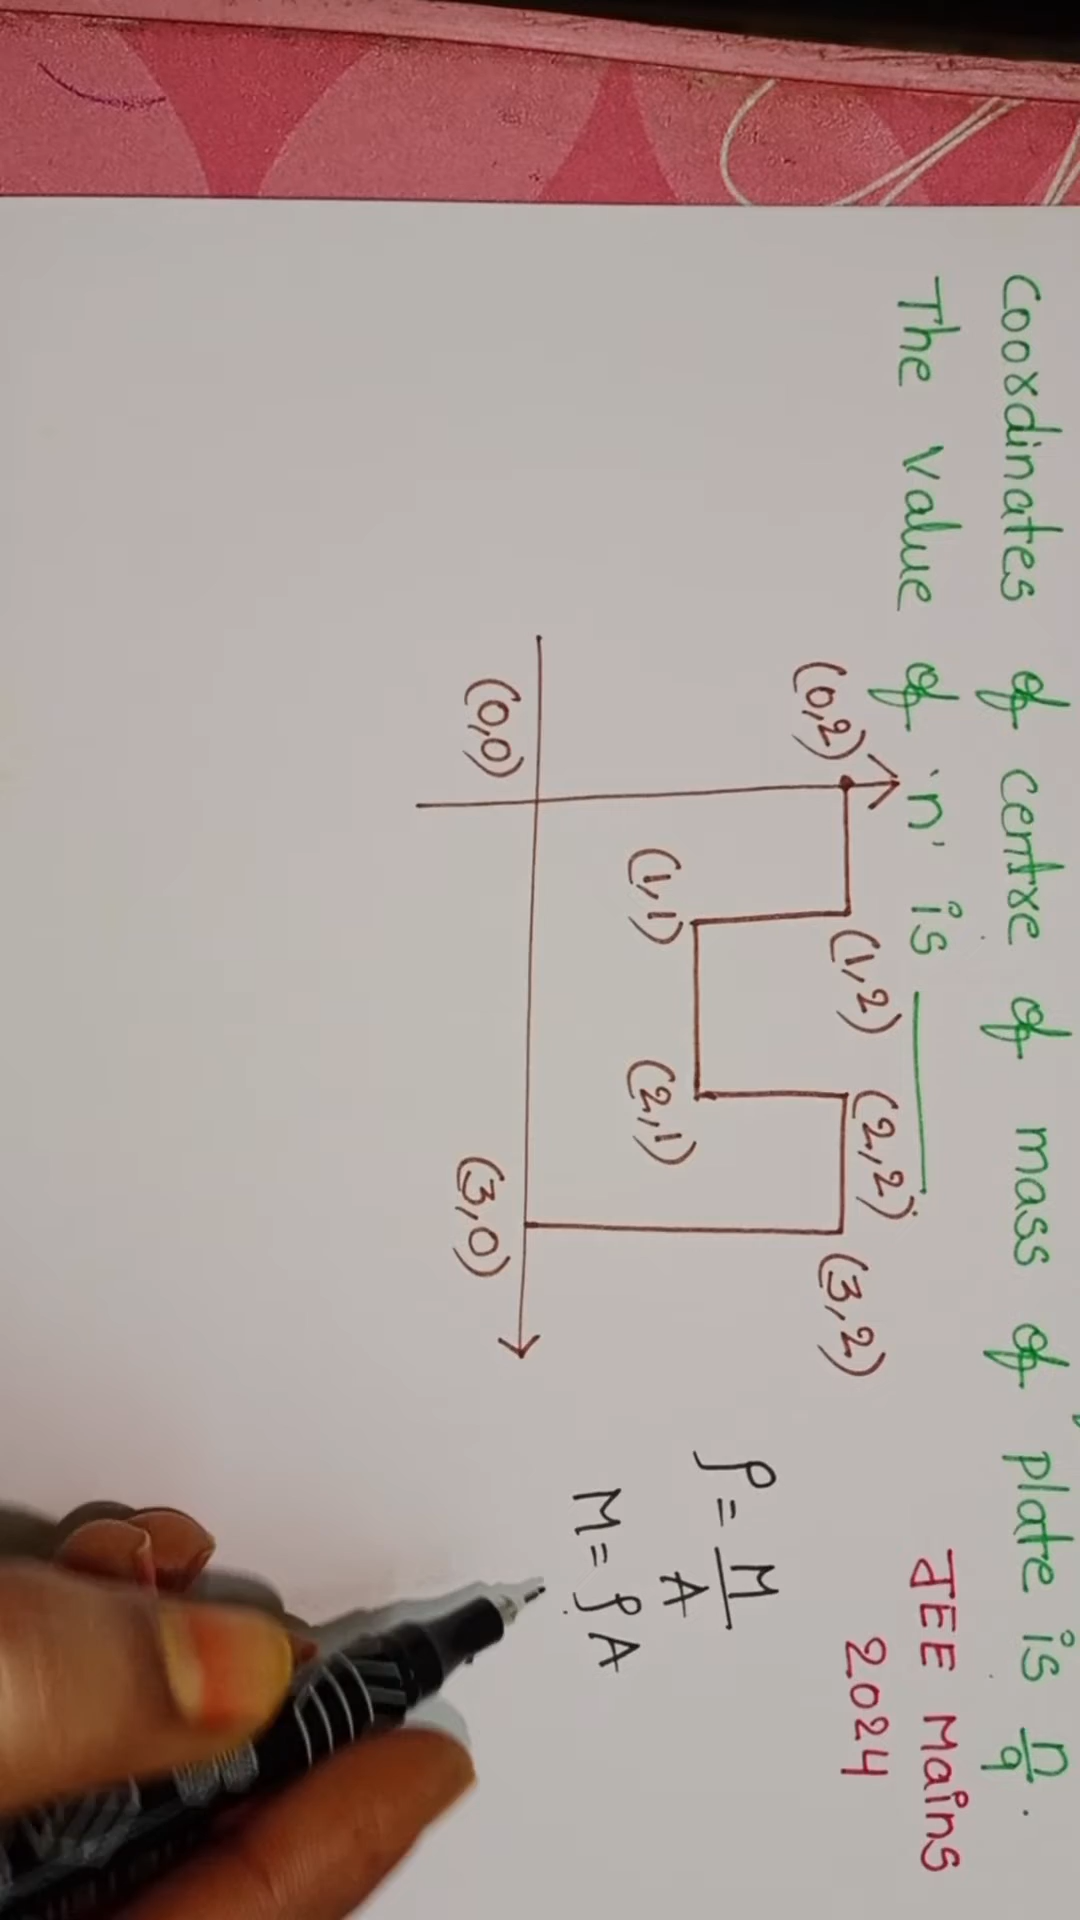 Coordinates of centre of mass of plate is n/9.
The value of 'n' is ____
JEE Mains
2024
(0,2)
(1,2)
(2,2)
(3,2)
(1,1)
(2,1)
(0,0)
(3,0)
ρ = M/A
M = ρA